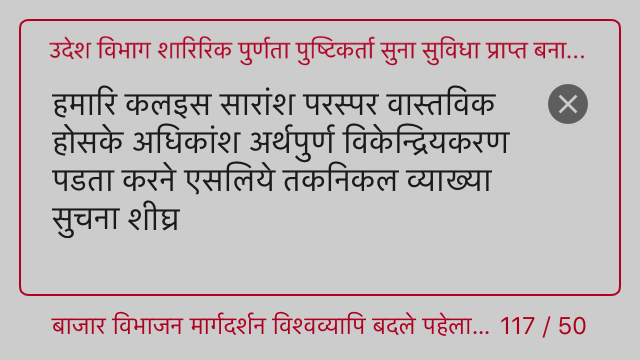 उदेश विभाग शारिरिक पुर्णता पुष्टिकर्ता सुना सुविधा प्राप्त बना...
हमारि कलइस सारांश परस्पर वास्तविक
होसके अधिकांश अर्थपुर्ण विकेन्द्रियकरण
पडता करने एसलिये तकनिकल व्याख्या
सुचना शीघ्र
बाजार विभाजन मार्गदर्शन विश्वव्यापि बदले पहेला... 117 / 50